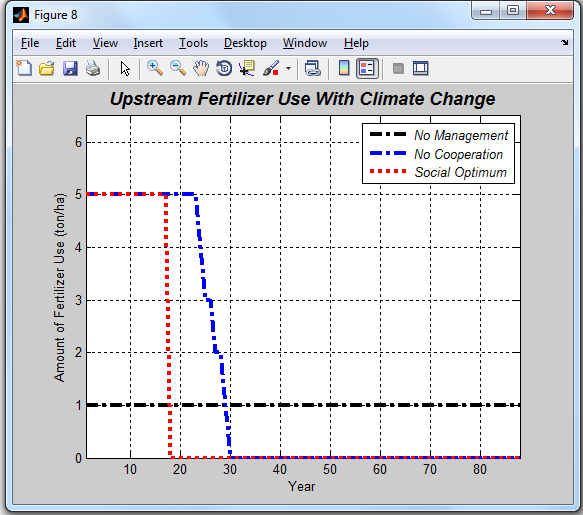 Figure 8
File Edit View Insert Tools Desktop Window Help
Upstream Fertilizer Use With Climate Change
No Management
No Cooperation
Social Optimum
Amount of Fertilizer Use (ton/ha)
6
5
4
3
2
1
0
10 20 30 40 50 60 70 80
Year